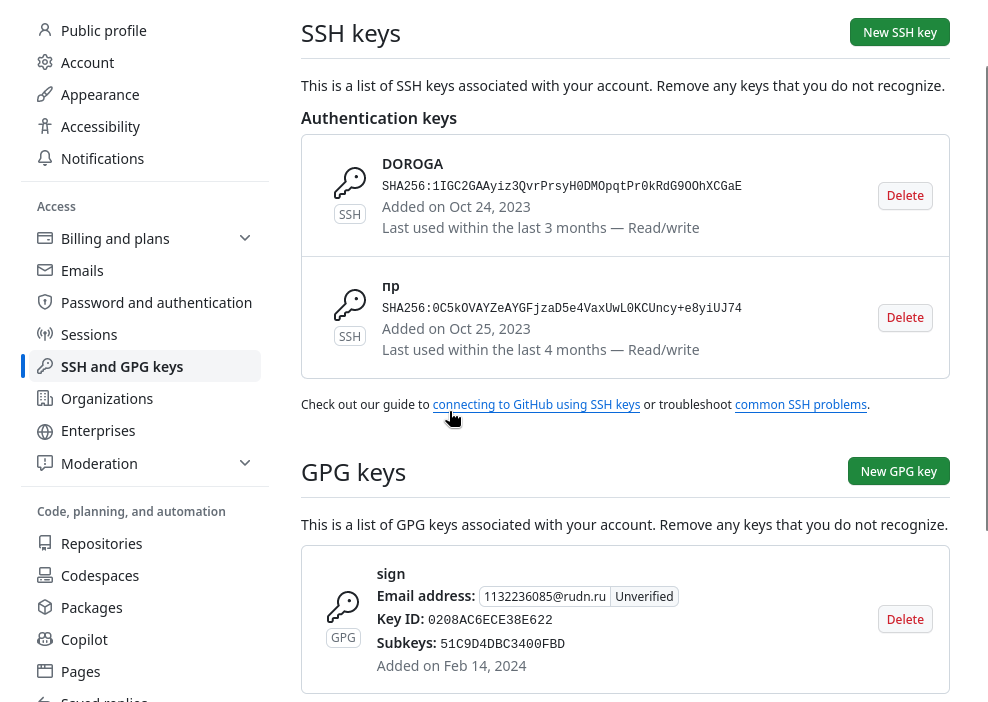 Public profile
Account
Appearance
Accessibility
Notifications
Access
Billing and plans
Emails
Password and authentication
Sessions
SSH and GPG keys
Organizations
Enterprises
Moderation
Code, planning, and automation
Repositories
Codespaces
Packages
Copilot
Pages
Saved replies
SSH keys
New SSH key
This is a list of SSH keys associated with your account. Remove any keys that you do not recognize.
Authentication keys
DOROGA
SHA256:1IGC2GAAyiz3QvrPrsyH0DMOpqtPr0kRdG9OOhXCGaE
Added on Oct 24, 2023
Last used within the last 3 months — Read/write
SSH
Delete
пр
SHA256:0C5kOVAYZeAYGFjzaD5e4VaxUwL0KCUncy+e8yiUJ74
Added on Oct 25, 2023
Last used within the last 4 months — Read/write
SSH
Delete
Check out our guide to connecting to GitHub using SSH keys or troubleshoot common SSH problems.
GPG keys
New GPG key
This is a list of GPG keys associated with your account. Remove any keys that you do not recognize.
sign
Email address: 1132236085@rudn.ru Unverified
Key ID: 0208AC6ECE38E622
Subkeys: 51C9D4DBC3400FBD
Added on Feb 14, 2024
GPG
Delete